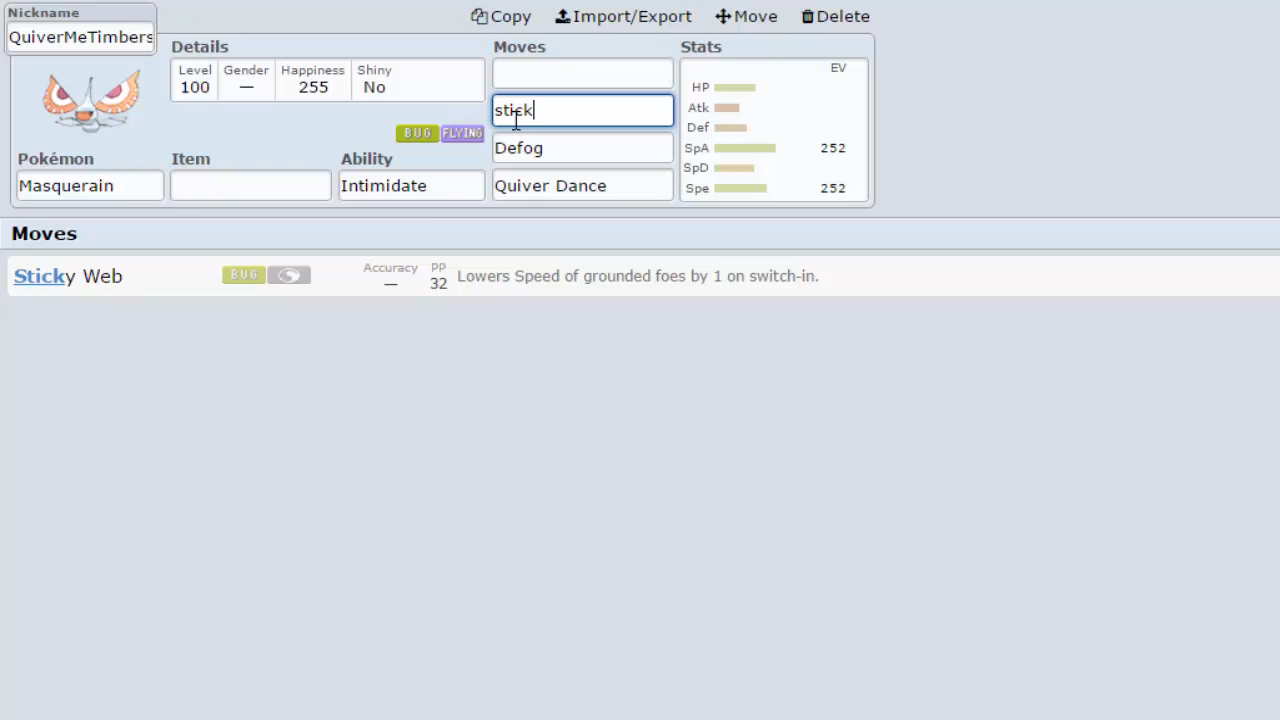 Nickname
QuiverMeTimbers
Copy Import/Export Move Delete
Details
Moves
Stats
Level Gender Happiness Shiny
100 — 255 No
BUG FLYING
Pokémon
Masquerain
Item
Ability
Intimidate
stick
Defog
Quiver Dance
EV
HP
Atk
Def
SpA 252
SpD
Spe 252
Moves
Sticky Web BUG Accuracy — PP 32 Lowers Speed of grounded foes by 1 on switch-in.